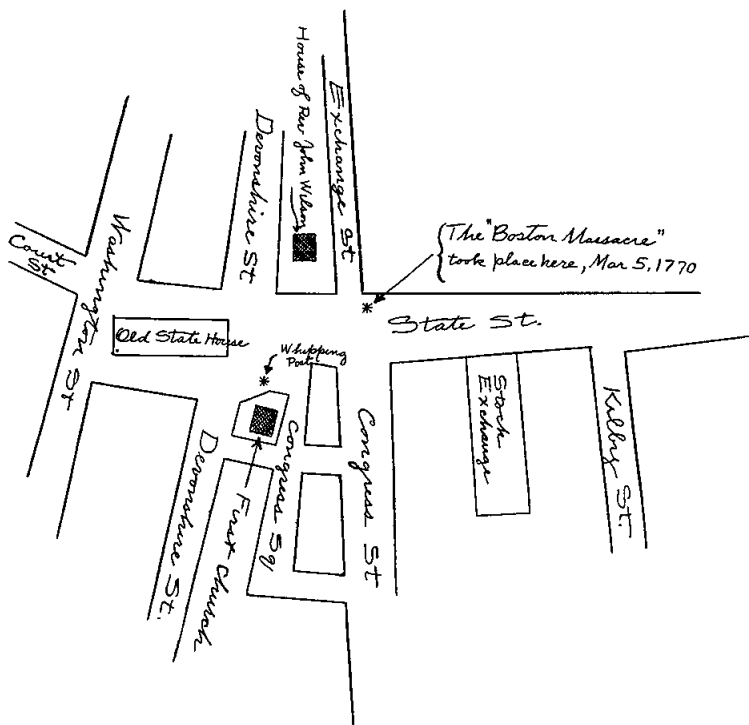 House of Rev John Wilson
Exchange St
Devonshire St
Washington St
Court
St
{The "Boston Massacre"
took place here, Mar 5, 1770
State St.
Old State House
Whipping
Post
Stock
Exchange
Kilby St.
Congress St
Congress Sq
Devonshire St.
First Church